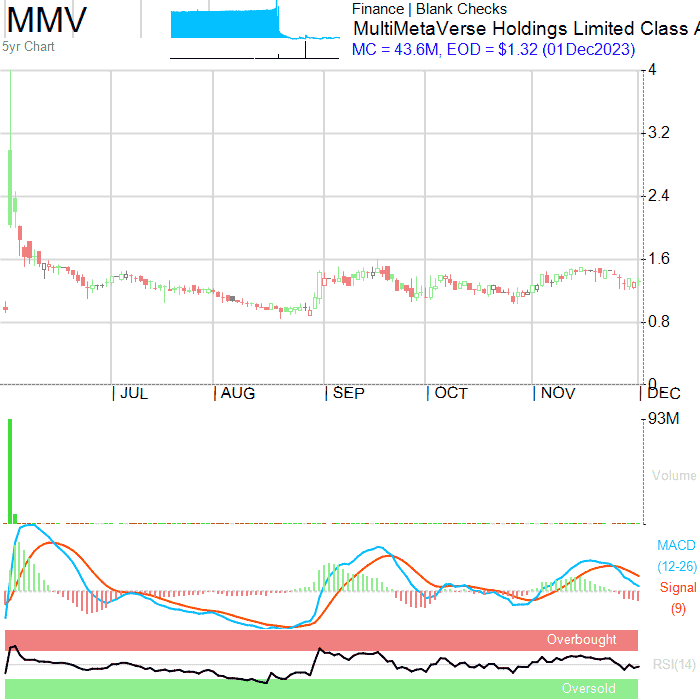 MMV
5yr Chart
Finance | Blank Checks
MultiMetaVerse Holdings Limited Class A
MC = 43.6M, EOD = $1.32 (01Dec2023)
4
3.2
2.4
1.6
0.8
0
JUL AUG SEP OCT NOV DEC
93M
Volume
MACD
(12-26)
Signal
(9)
Overbought
RSI(14)
Oversold